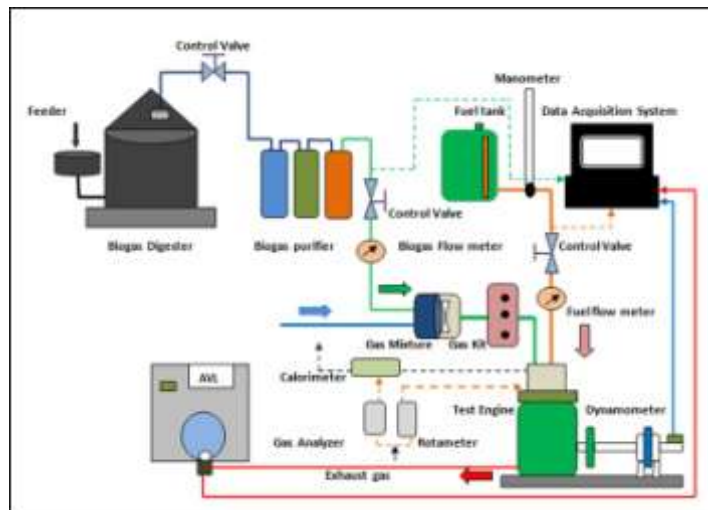 Control Valve
Manometer
Feeder
Fuel tank
Data Acquisition System
Control Valve
Biogas Digester
Biogas purifier
Biogas Flow meter
Control Valve
Fuel flow meter
Gas Mixture
Gas Kit
Calorimeter
AVL
Test Engine
Dynamometer
Gas Analyzer
Rotameter
Exhaust gas